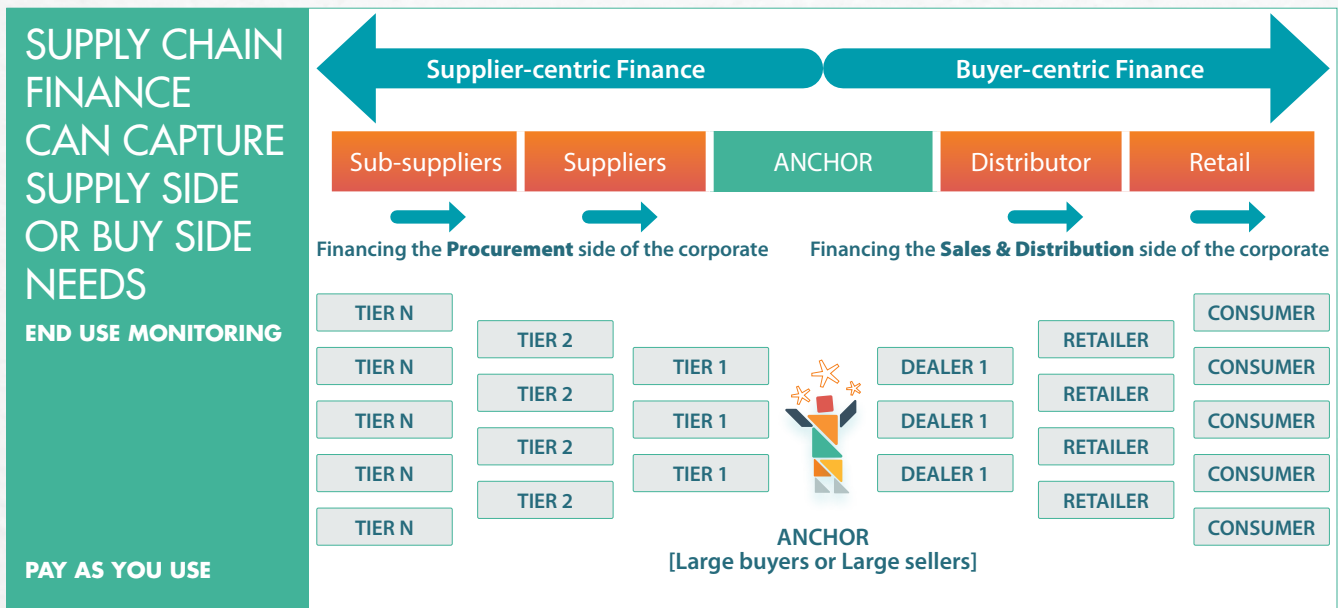 SUPPLY CHAIN
FINANCE
CAN CAPTURE
SUPPLY SIDE
OR BUY SIDE
NEEDS
END USE MONITORING
PAY AS YOU USE
Supplier-centric Finance
Buyer-centric Finance
Sub-suppliers
Suppliers
ANCHOR
Distributor
Retail
Financing the Procurement side of the corporate
Financing the Sales & Distribution side of the corporate
TIER N
TIER N
TIER N
TIER N
TIER N
TIER 2
TIER 2
TIER 2
TIER 2
TIER 1
TIER 1
TIER 1
ANCHOR
[Large buyers or Large sellers]
DEALER 1
DEALER 1
DEALER 1
RETAILER
RETAILER
RETAILER
RETAILER
CONSUMER
CONSUMER
CONSUMER
CONSUMER
CONSUMER